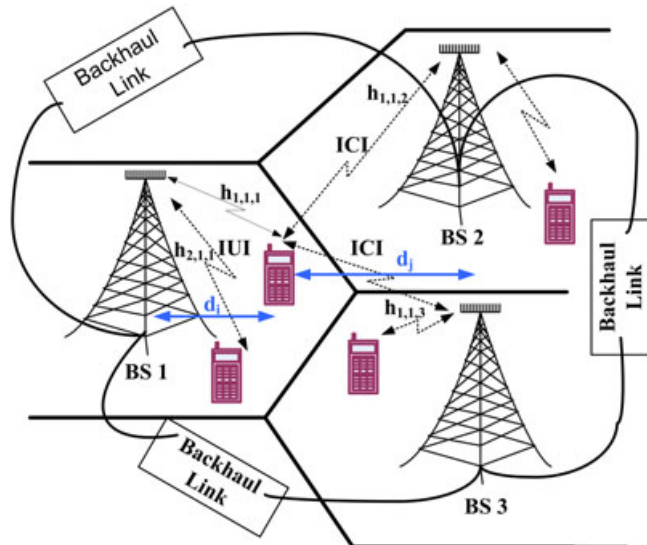 Backhaul
Link
h1,1,2
ICI
h1,1,1
BS 2
h2,1,1
IUI
ICI
dj
di
h1,1,3
Backhaul
Link
BS 1
Backhaul
Link
BS 3